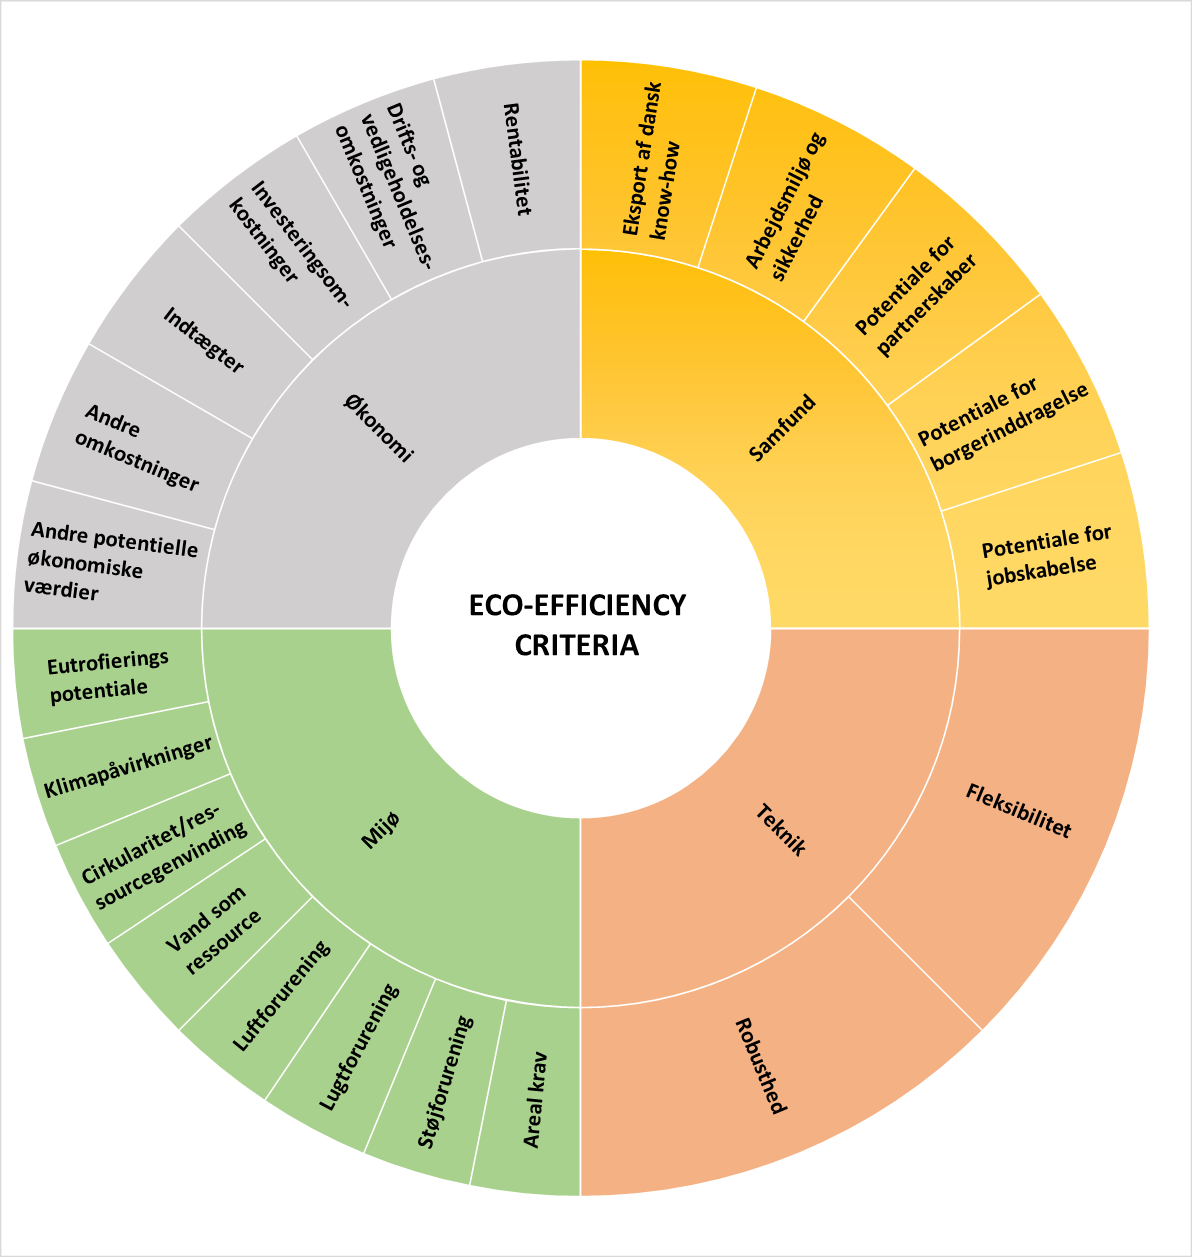 ECO-EFFICIENCY
CRITERIA
Samfund
Eksport af dansk
know-how
Arbejdsmiljø og
sikkerhed
Potentiale for
partnerskaber
Potentiale for
borgerinddragelse
Potentiale for
jobskabelse
Teknik
Fleksibilitet
Robusthed
Mijø
Areal krav
Støjforurening
Lugtforurening
Luftforurening
Vand som
ressource
Cirkularitet/res-
sourcegenvinding
Klimapåvirkninger
Eutrofierings
potentiale
Økonomi
Andre potentielle
økonomiske
værdier
Andre
omkostninger
Indtægter
Investeringsom-
kostninger
Drifts- og
vedligeholdelses-
omkostninger
Rentabilitet